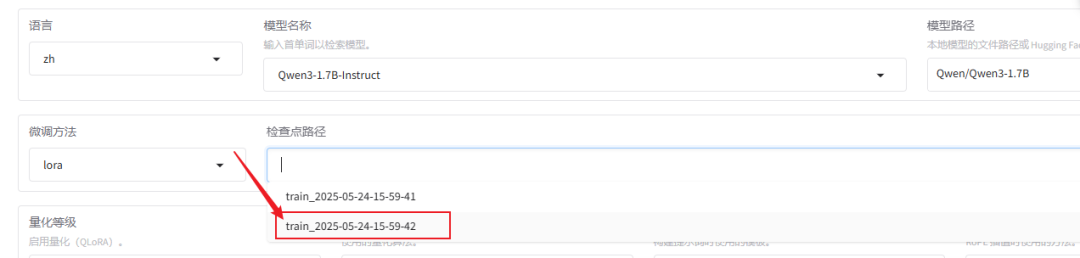 语言
模型名称
模型路径
输入首单词以检索模型。
本地模型的文件路径或 Hugging Fac
zh
Qwen3-1.7B-Instruct
Qwen/Qwen3-1.7B
微调方法
检查点路径
lora
train_2025-05-24-15-59-41
train_2025-05-24-15-59-42
量化等级
启用量化（QLoRA）。